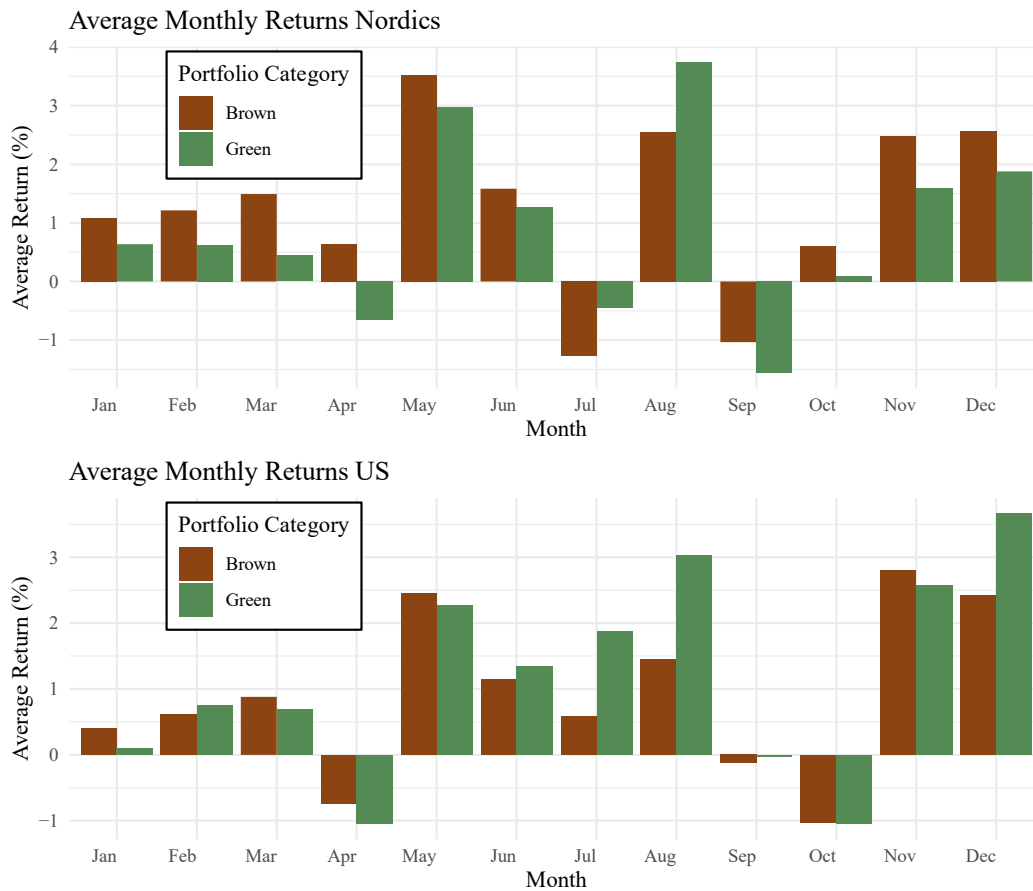 Average Monthly Returns Nordics
Portfolio Category
Brown
Green
Average Return (%)
4
3
2
1
0
−1
Jan Feb Mar Apr May Jun Jul Aug Sep Oct Nov Dec
Month
Average Monthly Returns US
Portfolio Category
Brown
Green
Average Return (%)
3
2
1
0
−1
Jan Feb Mar Apr May Jun Jul Aug Sep Oct Nov Dec
Month